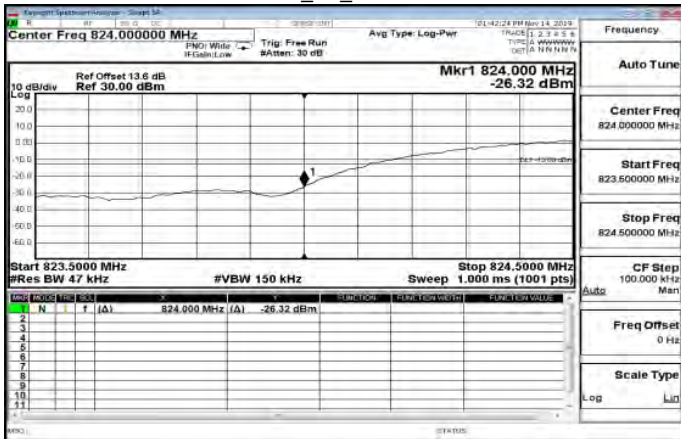 Keysight Spectrum Analyzer - Swept SA
R RF 50 Ω DC SENSE:INT 01:42:24 PM Nov 14, 2019
Center Freq 824.000000 MHz
PNO: Wide
IFGain:Low
Trig: Free Run
#Atten: 30 dB
Avg Type: Log-Pwr
TRACE 1 2 3 4 5 6
TYPE A WWWWW
DET A N N N N N
Ref Offset 13.6 dB
Ref 30.00 dBm
10 dB/div
Log
Mkr1 824.000 MHz
-26.32 dBm
20.0
10.0
0.00
-10.0
1
-30.0
-60.0
Start 823.5000 MHz
Stop 824.5000 MHz
#Res BW 47 kHz
#VBW 150 kHz
Sweep 1.000 ms (1001 pts)
MKR MODE TRC SCL X Y FUNCTION FUNCTION WIDTH FUNCTION VALUE
1 N 1 f (Δ) 824.000 MHz (Δ) -26.32 dBm
2
3
4
5
6
7
8
9
10
11
MSG
STATUS
Frequency
Auto Tune
Center Freq
824.000000 MHz
Start Freq
823.500000 MHz
Stop Freq
824.500000 MHz
CF Step
100.000 kHz
Auto Man
Freq Offset
0 Hz
Scale Type
Log Lin